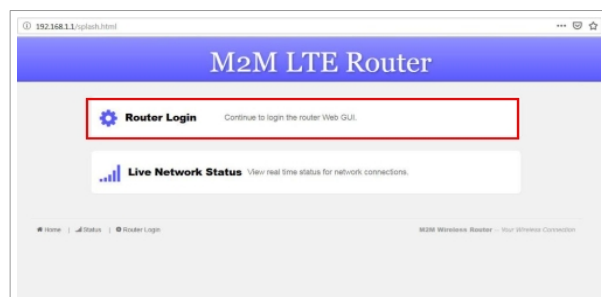 192.168.1.1/splash.html
M2M LTE Router
Router Login Continue to login the router Web GUI.
Live Network Status View real time status for network connections.
Home | Status | Router Login M2M Wireless Router - Your Wireless Connection